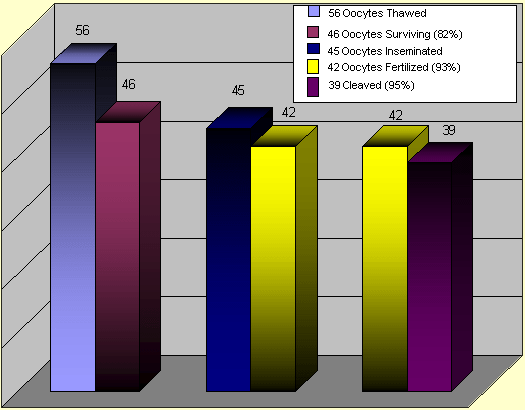 56 Oocytes Thawed
46 Oocytes Surviving (82%)
45 Oocytes Inseminated
42 Oocytes Fertilized (93%)
39 Cleaved (95%)
56
46
45
42
42
39